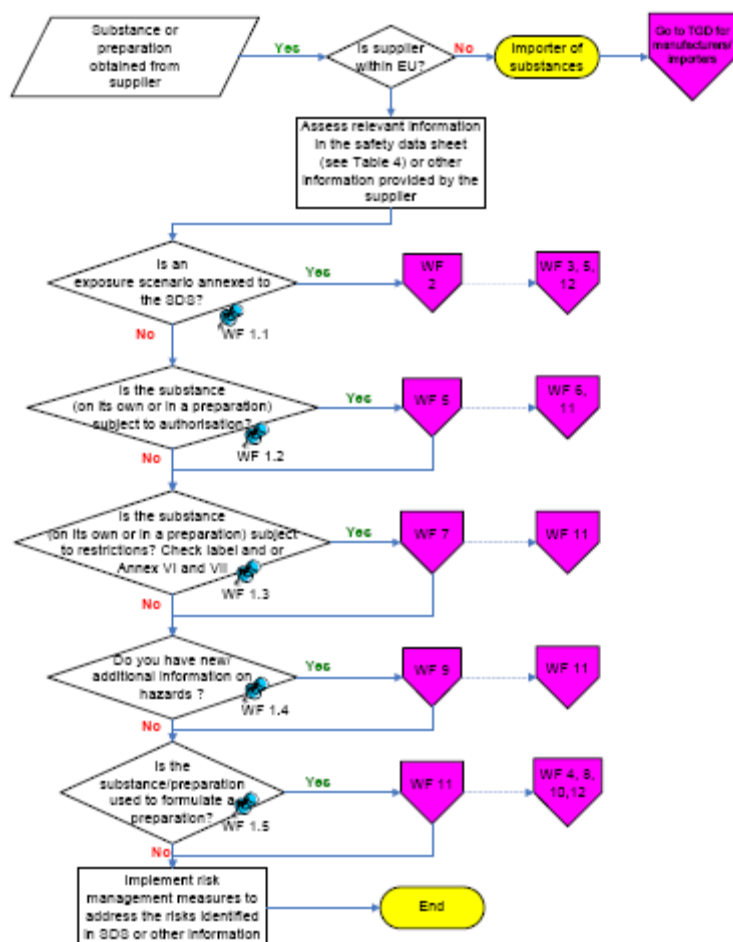 Substance or
preparation
obtained from
supplier
Yes
Is supplier
within EU?
No
Importer of
substances
Go to TGD for
manufacturers/
importers
Assess relevant information
in the safety data sheet
(see Table 4) or other
information provided by the
supplier
Is an
exposure scenario annexed to
the SDS?
Yes
WF
2
WF 3, 5,
12
No
WF 1.1
Is the substance
(on its own or in a preparation)
subject to authorisation?
Yes
WF 5
WF 6,
11
No
WF 1.2
Is the substance
(on its own or in a preparation) subject
to restrictions? Check label and or
Annex VI and VII
Yes
WF 7
WF 11
No
WF 1.3
Do you have new/
additional information on
hazards ?
Yes
WF 9
WF 11
No
WF 1.4
Is the
substance/preparation
used to formulate a
preparation?
Yes
WF 11
WF 4, 8,
10,12
No
WF 1.5
Implement risk
management measures to
address the risks identified
in SDS or other information
End